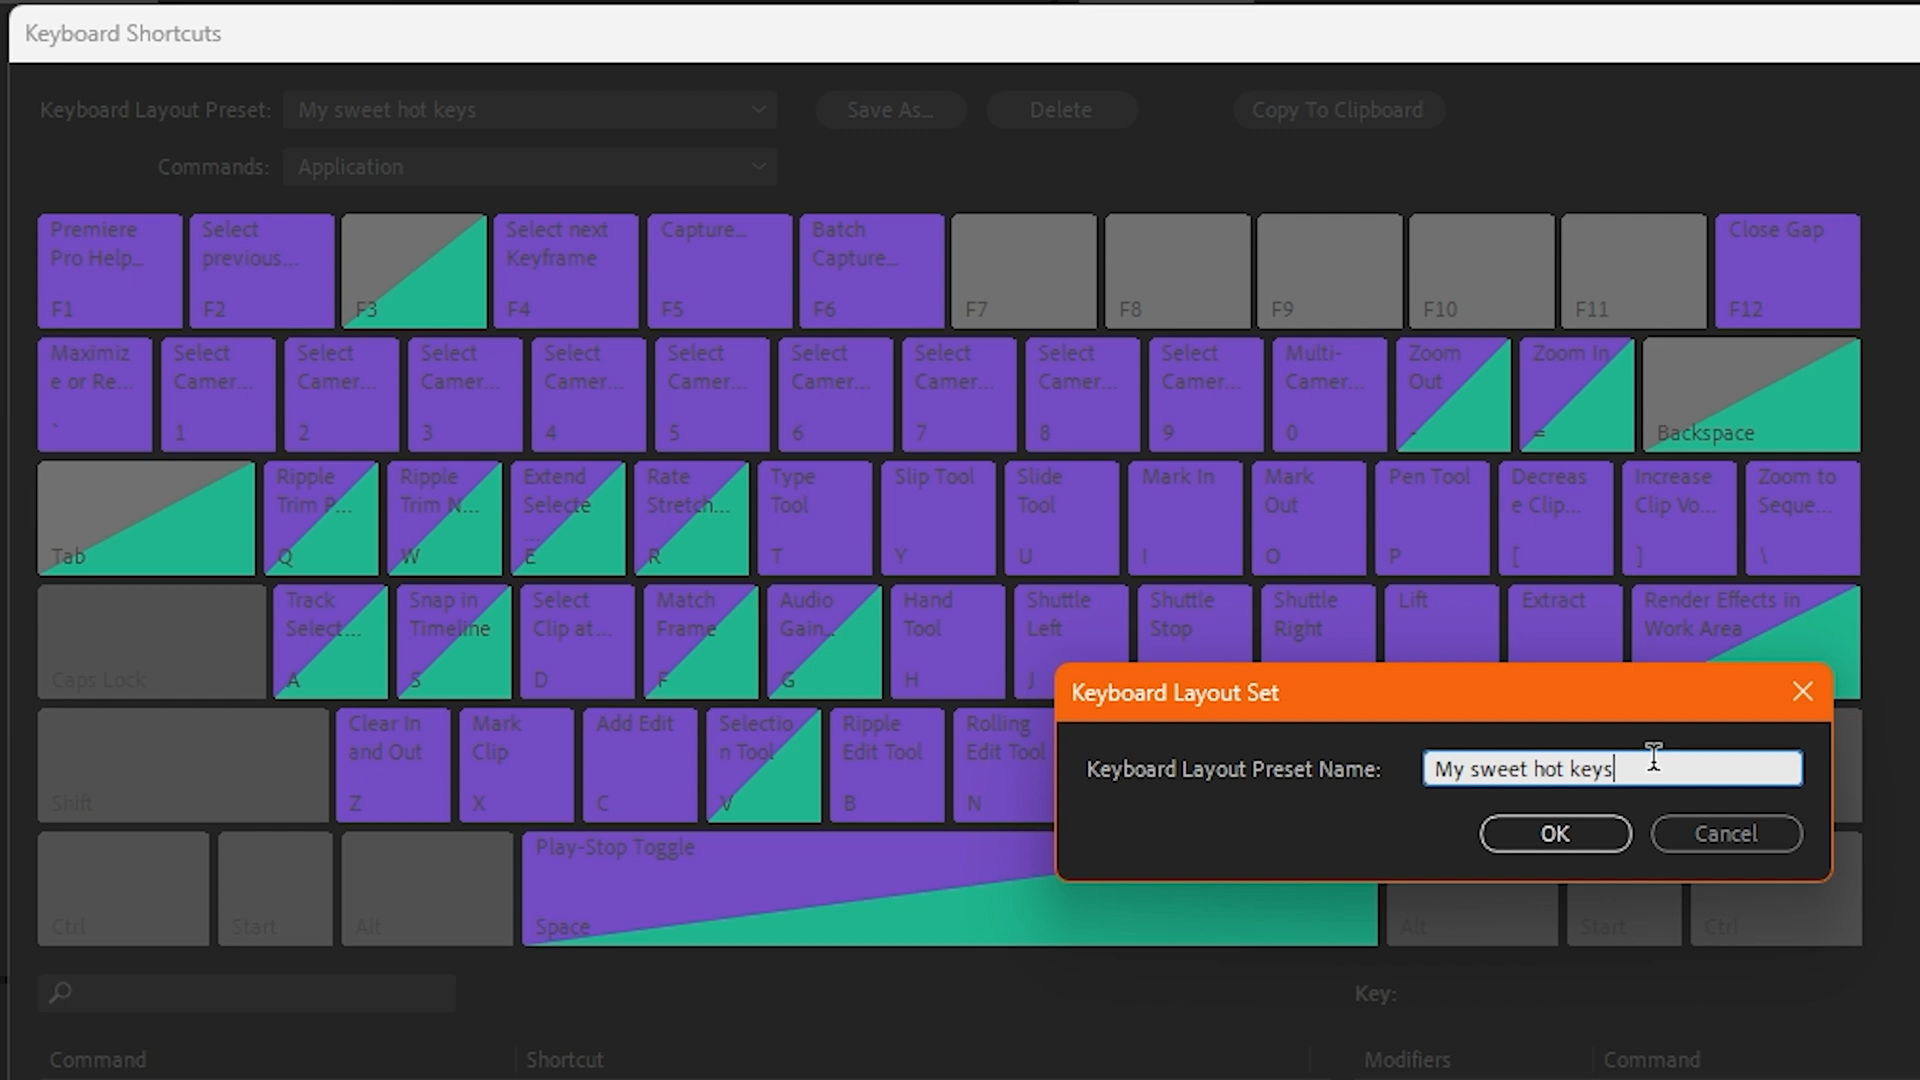 Keyboard Shortcuts
Keyboard Layout Preset: My sweet hot keys Save As... Delete Copy To Clipboard
Commands: Application
Premiere Pro Help... F1
Select previous... F2
F3
Select next Keyframe F4
Capture... F5
Batch Capture... F6
F7
F8
F9
F10
F11
Close Gap F12
Maximiz e or Re... `
Select Camer... 1
Select Camer... 2
Select Camer... 3
Select Camer... 4
Select Camer... 5
Select Camer... 6
Select Camer... 7
Select Camer... 8
Select Camer... 9
Multi- Camer... 0
Zoom Out -
Zoom In =
Backspace
Tab
Ripple Trim P... Q
Ripple Trim N... W
Extend Selecte ... E
Rate Stretch... R
Type Tool T
Slip Tool Y
Slide Tool U
Mark In I
Mark Out O
Pen Tool P
Decreas e Clip... [
Increase Clip Vo... ]
Zoom to Seque... \
Caps Lock
Track Select... A
Snap in Timeline S
Select Clip at... D
Match Frame F
Audio Gain... G
Hand Tool H
Shuttle Left J
Shuttle Stop
Shuttle Right
Lift
Extract
Render Effects in Work Area
Shift
Clear In and Out Z
Mark Clip X
Add Edit C
Selectio n Tool V
Ripple Edit Tool B
Rolling Edit Tool N
Keyboard Layout Set
Keyboard Layout Preset Name: My sweet hot keys
OK Cancel
Ctrl
Start
Alt
Play-Stop Toggle Space
Alt
Start
Ctrl
Key:
Command Shortcut Modifiers Command